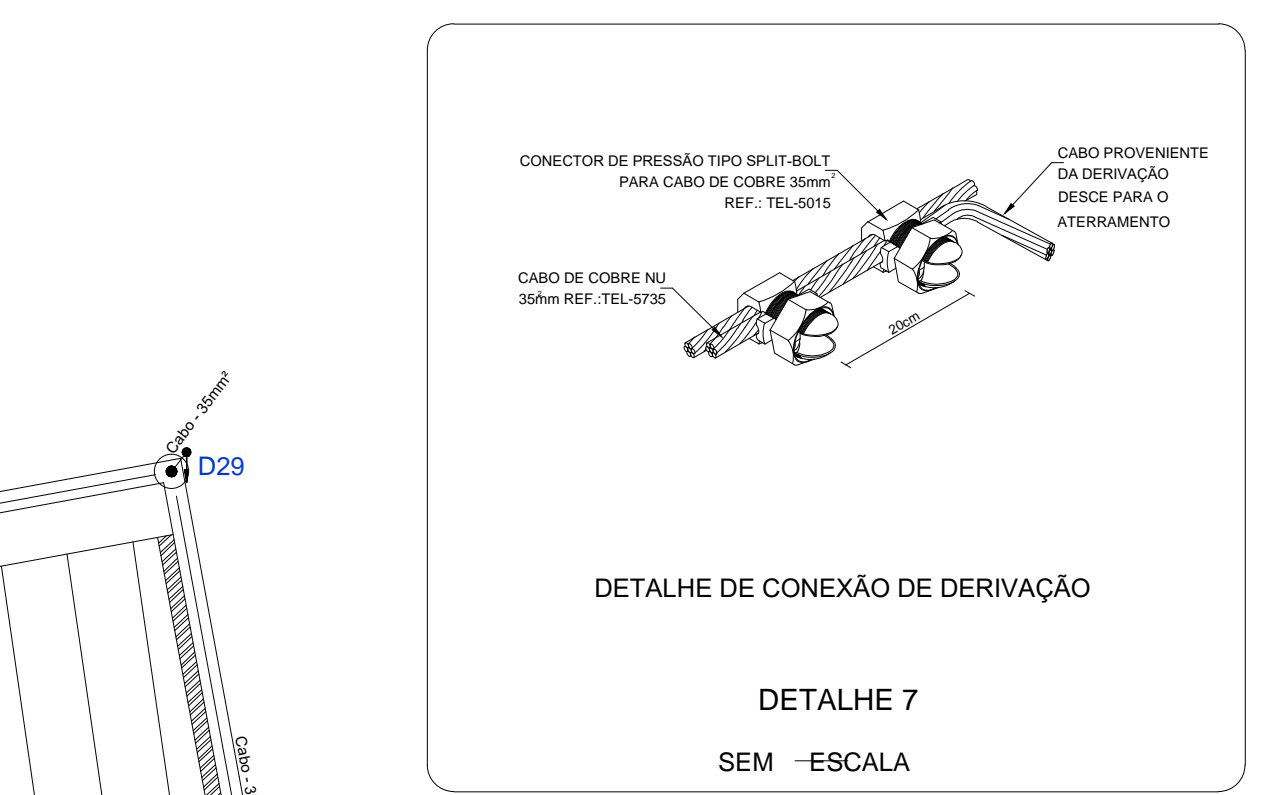 CONECTOR DE PRESSÃO TIPO SPLIT-BOLT
PARA CABO DE COBRE 35mm²
REF.: TEL-5015
CABO PROVENIENTE
DA DERIVAÇÃO
DESCE PARA O
ATERRAMENTO
CABO DE COBRE NU
35mm² REF.:TEL-5735
20cm
Cabo - 35mm²
D29
DETALHE DE CONEXÃO DE DERIVAÇÃO
DETALHE 7
SEM ESCALA
Cabo - 3